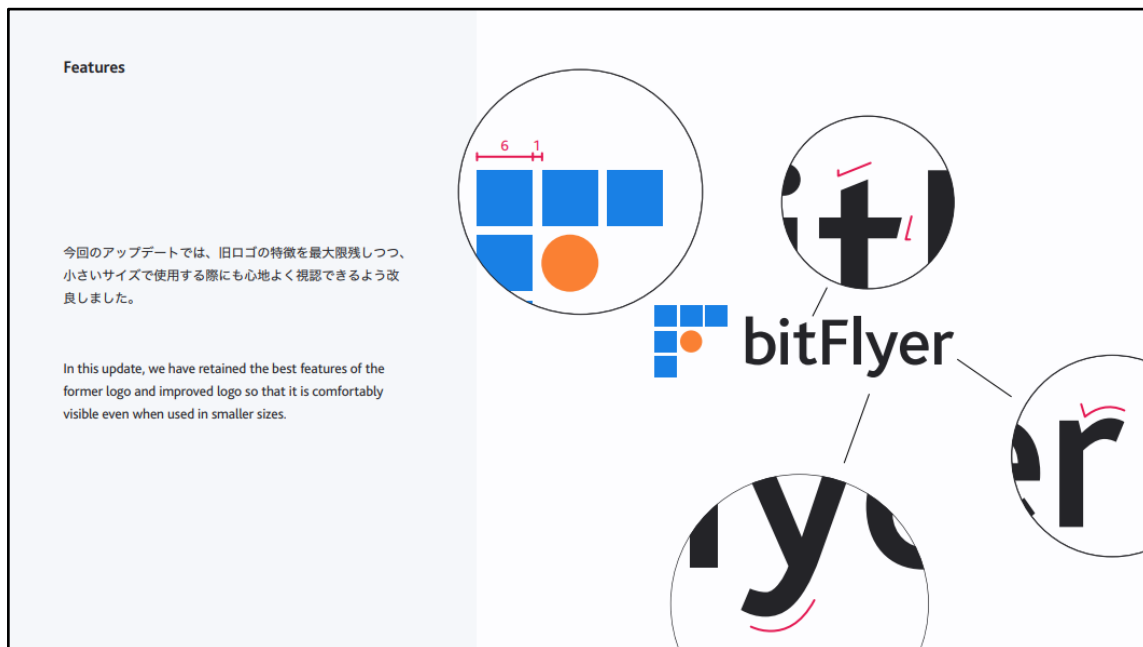 Features
今回のアップデートでは、旧ロゴの特徴を最大限残しつつ、
小さいサイズで使用する際にも心地よく視認できるよう改
良しました。
In this update, we have retained the best features of the
former logo and improved logo so that it is comfortably
visible even when used in smaller sizes.
6 1
it
bitFlyer
er
lye